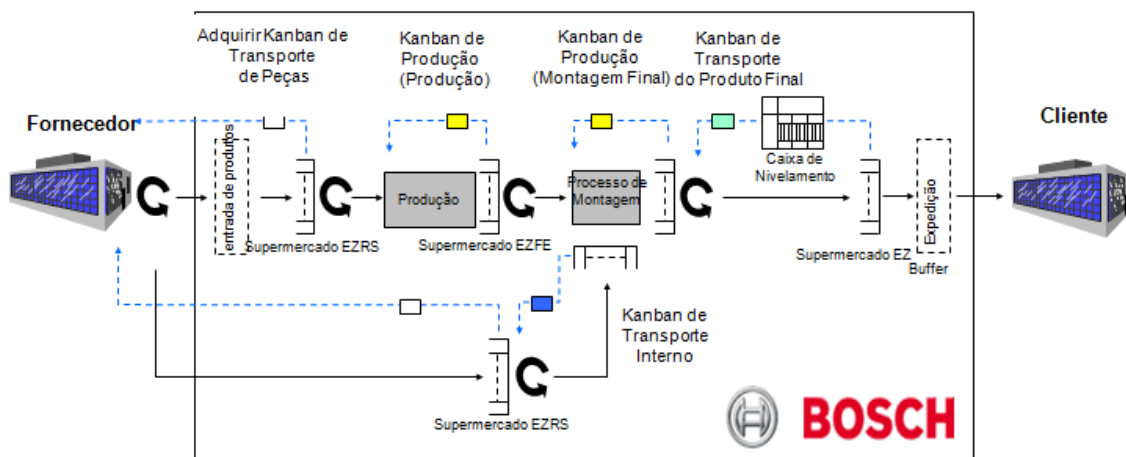 Adquirir Kanban de
Transporte
de Peças
Kanban de
Produção
(Produção)
Kanban de
Produção
(Montagem Final)
Kanban de
Transporte
do Produto Final
Fornecedor
Cliente
entrada de produtos
Produção
Processo de
Montagem
Caixa de
Nivelamento
Expedição
Supermercado EZRS
Supermercado EZFE
Supermercado EZ
Buffer
Kanban de
Transporte
Interno
Supermercado EZRS
BOSCH